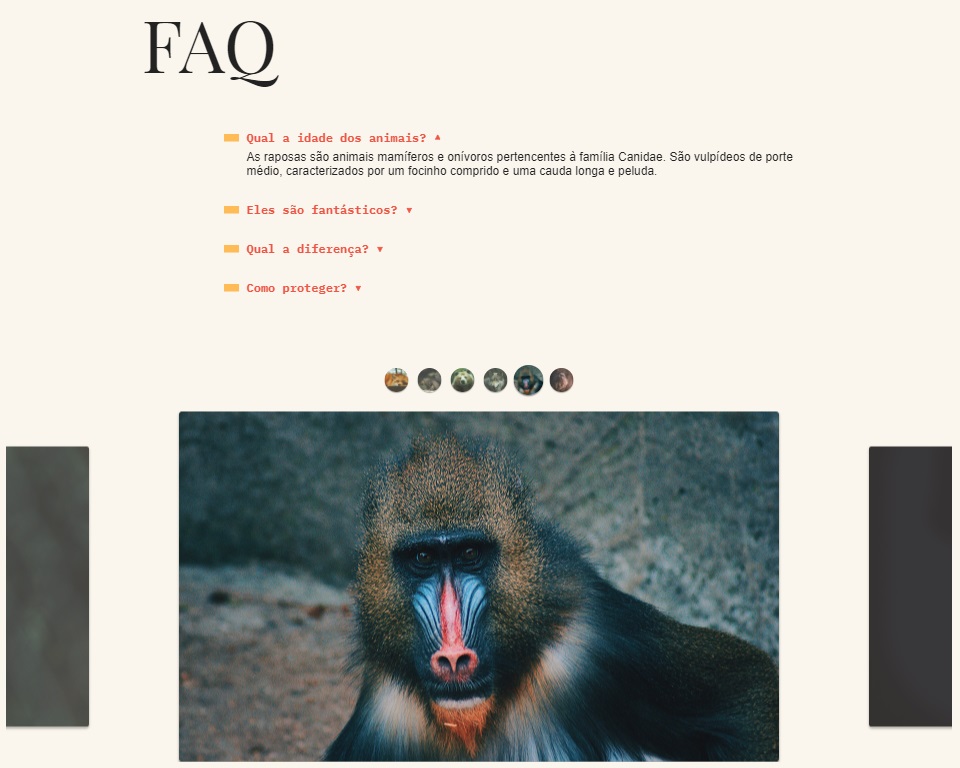 FAQ
Qual a idade dos animais? ▲
As raposas são animais mamíferos e onívoros pertencentes à família Canidae. São vulpídeos de porte
médio, caracterizados por um focinho comprido e uma cauda longa e peluda.
Eles são fantásticos? ▼
Qual a diferença? ▼
Como proteger? ▼